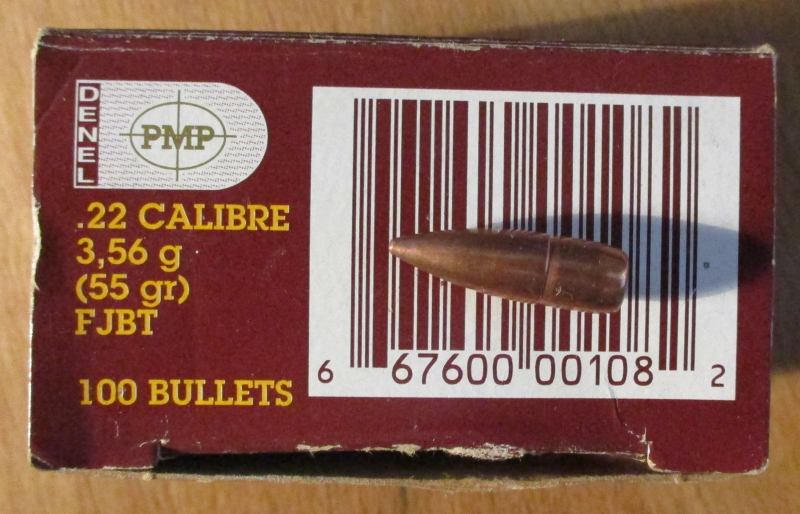 DENEL
PMP
.22 CALIBRE
3,56 g
(55 gr)
FJBT
100 BULLETS
6 67600 00108 2